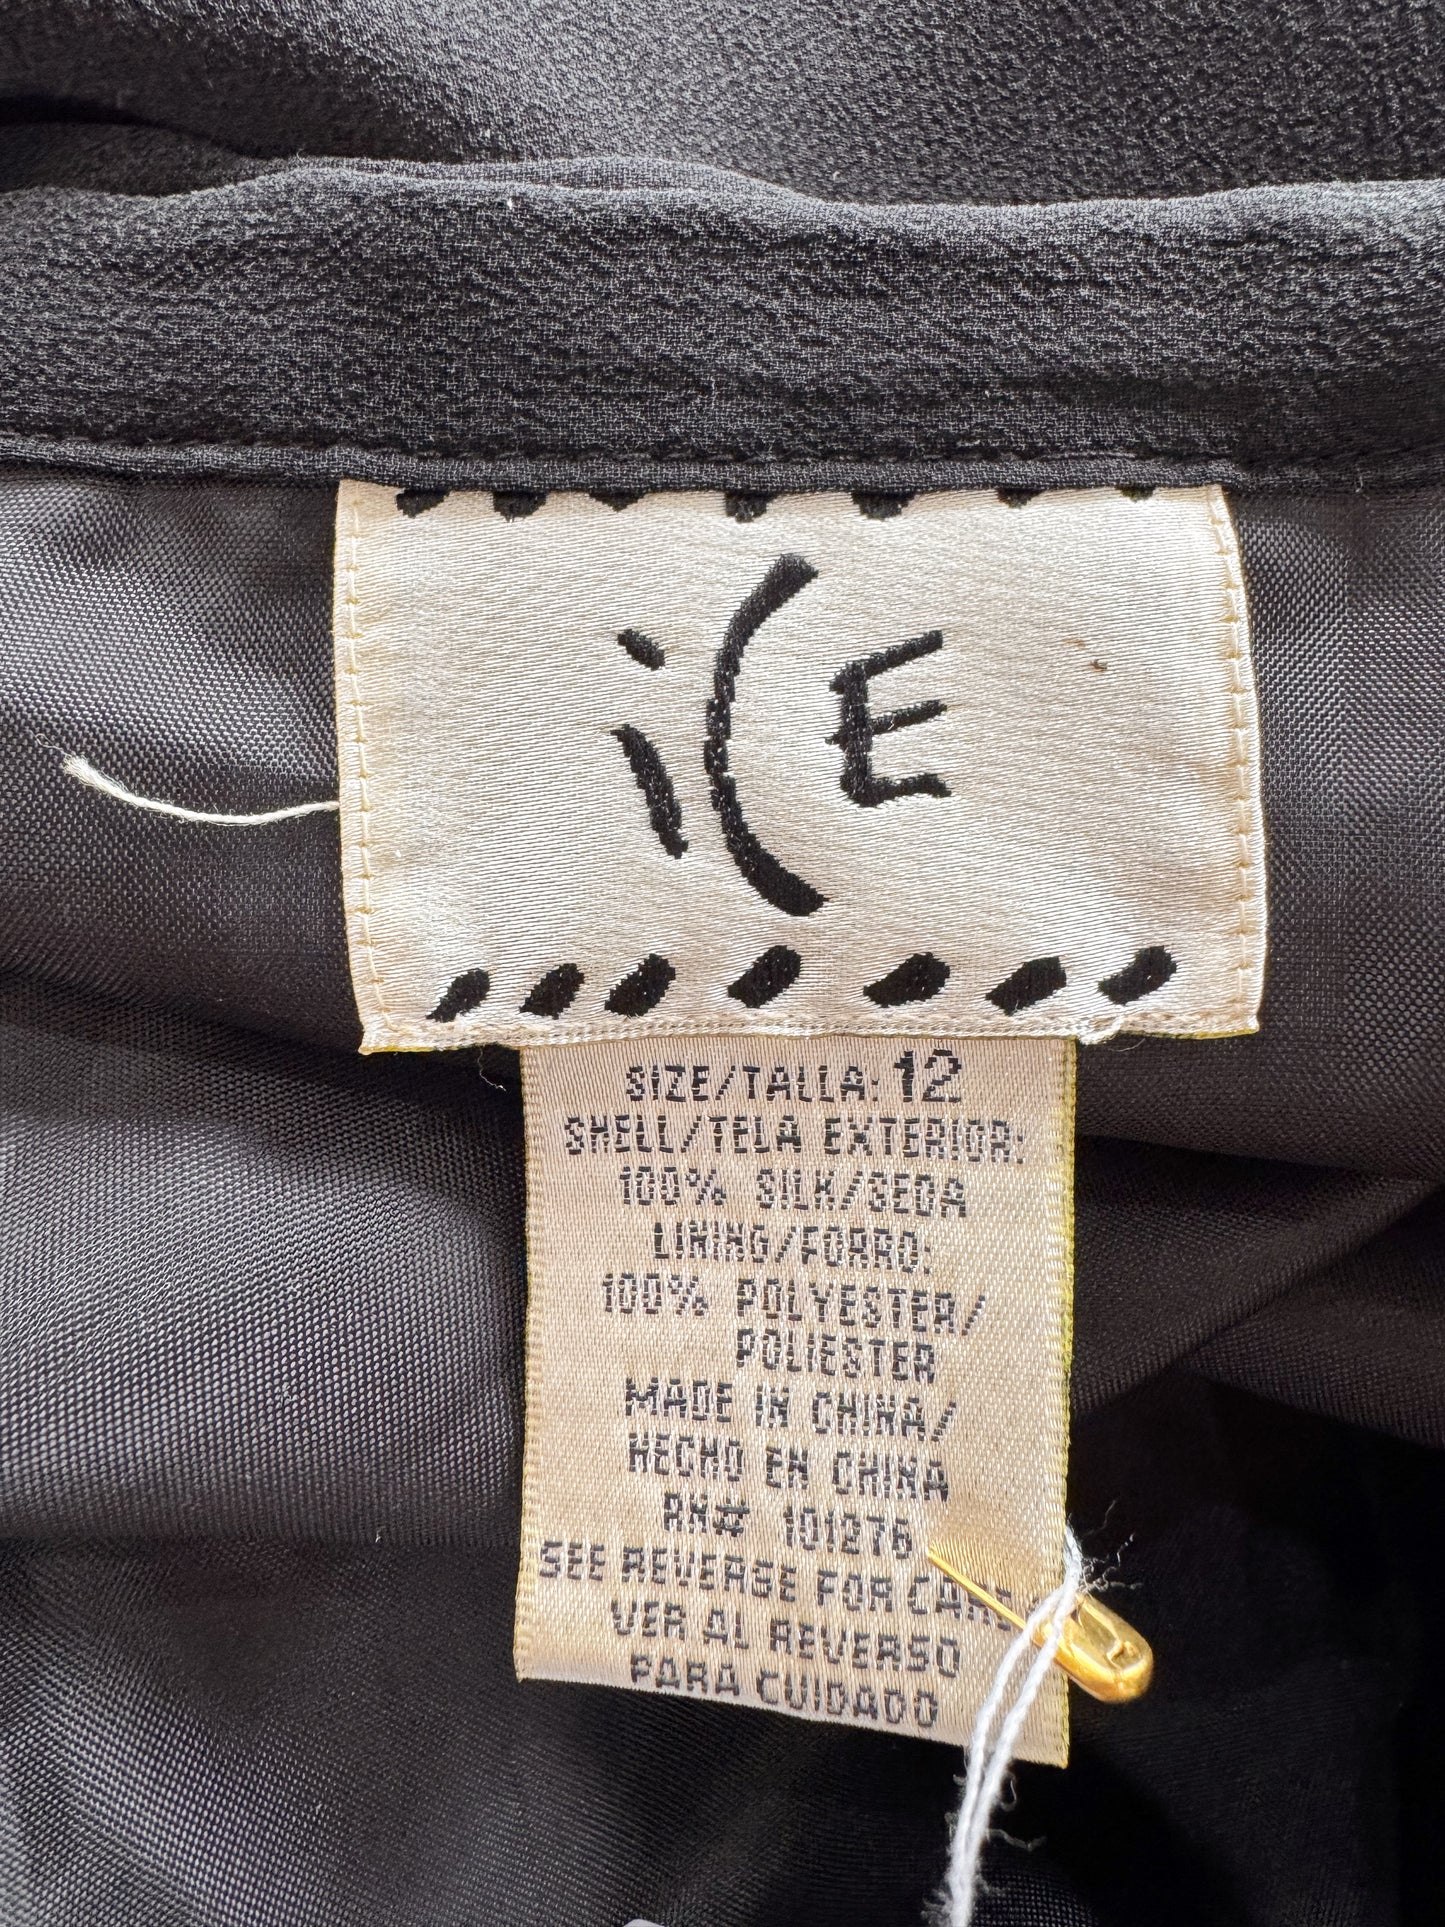 iCE
SIZE/TALLA: 12
SHELL/TELA EXTERIOR:
100% SILK/SEDA
LINING/FORRO:
100% POLYESTER/
POLIESTER
MADE IN CHINA/
HECHO EN CHINA
RN# 101276
SEE REVERSE FOR CARE
VER AL REVERSO
PARA CUIDADO